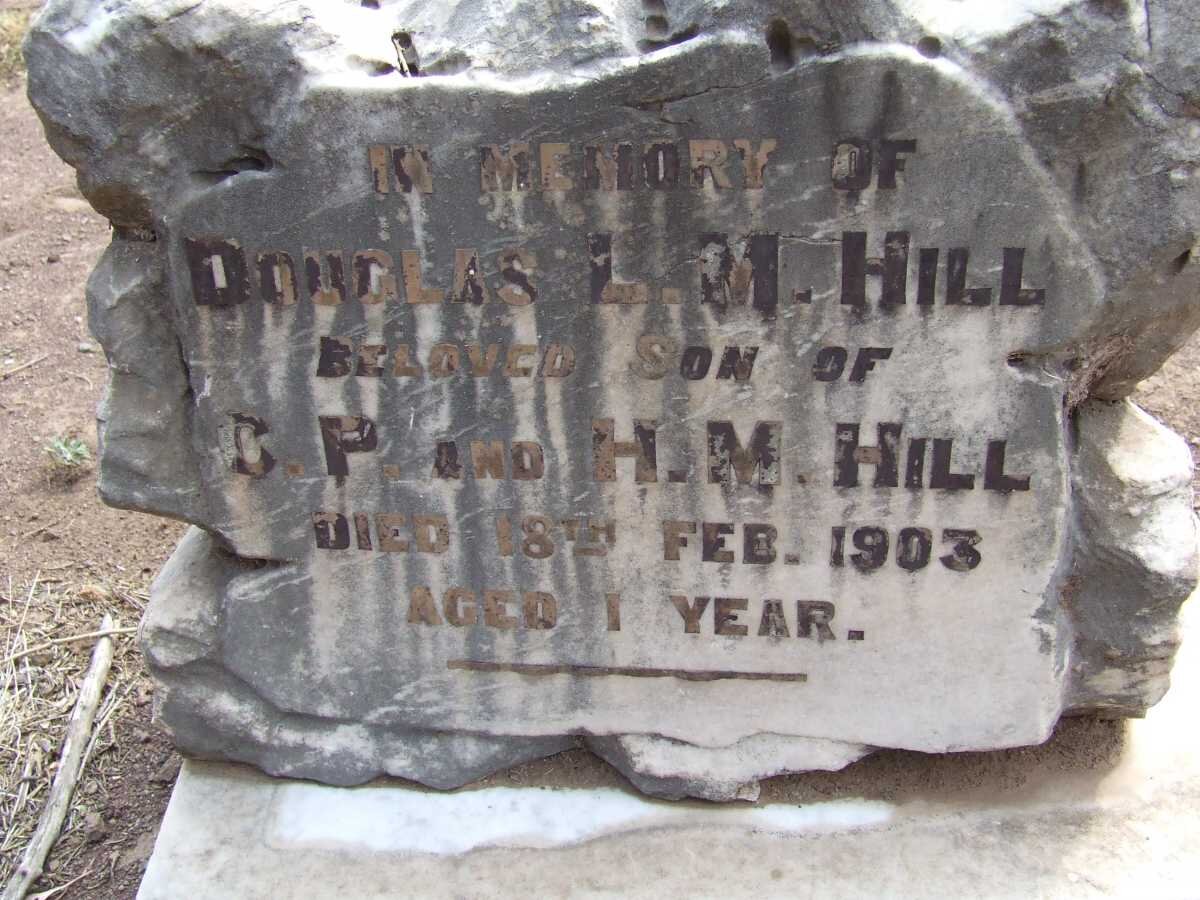 IN MEMORY OF
DOUGLAS L. M. HILL
BELOVED SON OF
C. P. AND H. M. HILL
DIED 18TH FEB. 1903
AGED 1 YEAR.